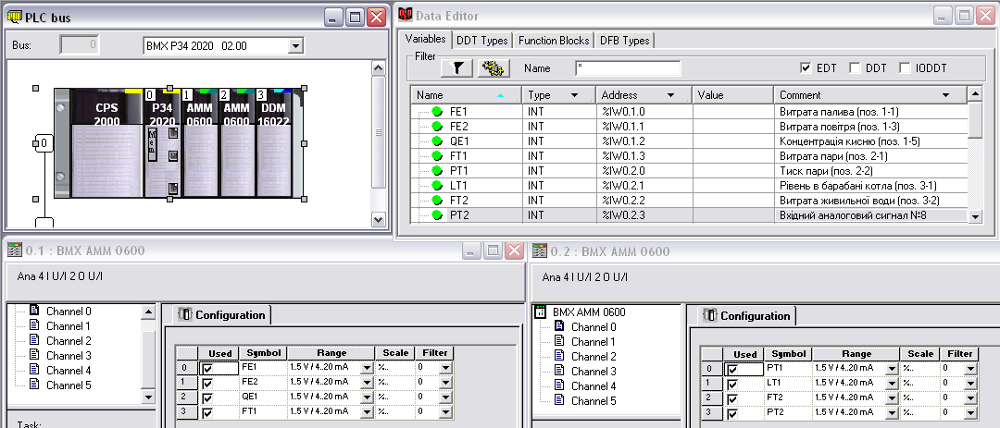 PLC bus
Bus: 0 BMX P34 2020 02.00
0 1 2 3
CPS P34 AMM AMM DDM
2000 2020 0600 0600 16022
0
Data Editor
Variables DDT Types Function Blocks DFB Types
Filter
Name * EDT DDT IODDT
Name Type Address Value Comment
FE1 INT %IW0.1.0 Витрата палива (поз. 1-1)
FE2 INT %IW0.1.1 Витрата повітря (поз. 1-3)
QE1 INT %IW0.1.2 Концентрація кисню (поз. 1-5)
FT1 INT %IW0.1.3 Витрата пари (поз. 2-1)
PT1 INT %IW0.2.0 Тиск пари (поз. 2-2)
LT1 INT %IW0.2.1 Рівень в барабані котла (поз. 3-1)
FT2 INT %IW0.2.2 Витрата живильної води (поз. 3-2)
PT2 INT %IW0.2.3 Вхідний аналоговий сигнал №8
0.1 : BMX AMM 0600
Ana 4 I U/I 2 O U/I
Channel 0
Channel 1
Channel 2
Channel 3
Channel 4
Channel 5
Task:
Configuration
Used Symbol Range Scale Filter
0 FE1 1.5 V / 4..20 mA %.. 0
1 FE2 1.5 V / 4..20 mA %.. 0
2 QE1 1.5 V / 4..20 mA %.. 0
3 FT1 1.5 V / 4..20 mA %.. 0
0.2 : BMX AMM 0600
Ana 4 I U/I 2 O U/I
BMX AMM 0600
Channel 0
Channel 1
Channel 2
Channel 3
Channel 4
Channel 5
Configuration
Used Symbol Range Scale Filter
0 PT1 1.5 V / 4..20 mA %.. 0
1 LT1 1.5 V / 4..20 mA %.. 0
2 FT2 1.5 V / 4..20 mA %.. 0
3 PT2 1.5 V / 4..20 mA %.. 0